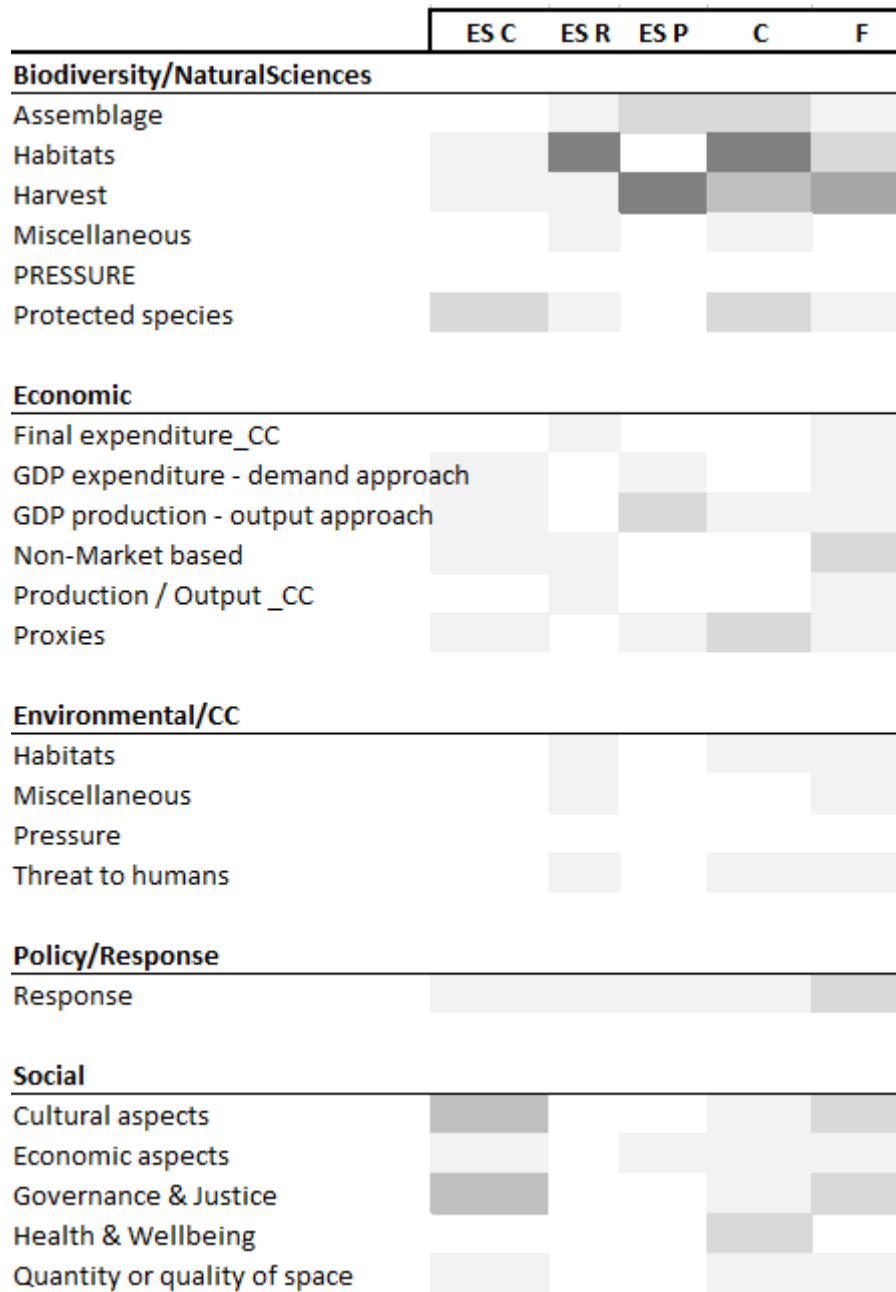 ES C ES R ES P C F
Biodiversity/NaturalSciences
Assemblage
Habitats
Harvest
Miscellaneous
PRESSURE
Protected species
Economic
Final expenditure_CC
GDP expenditure - demand approach
GDP production - output approach
Non-Market based
Production / Output _CC
Proxies
Environmental/CC
Habitats
Miscellaneous
Pressure
Threat to humans
Policy/Response
Response
Social
Cultural aspects
Economic aspects
Governance & Justice
Health & Wellbeing
Quantity or quality of space